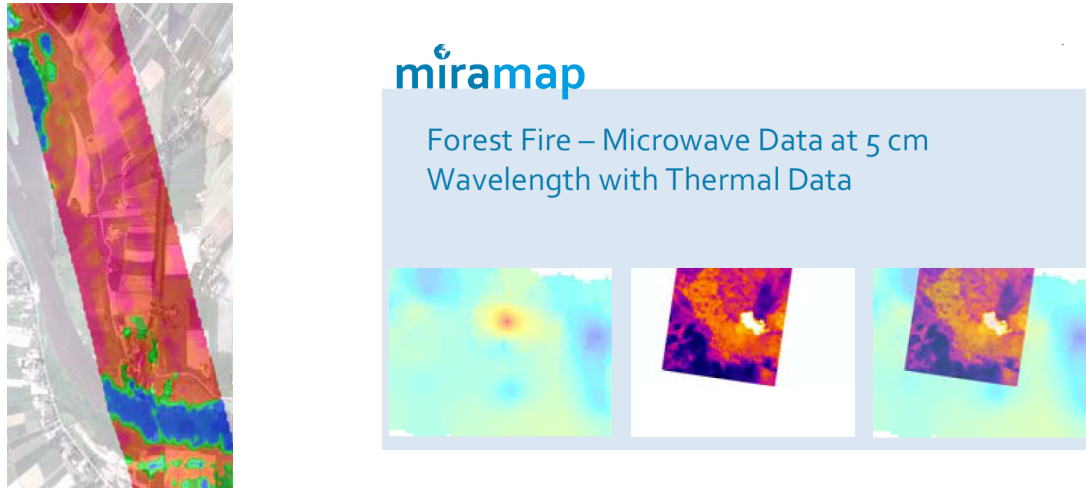 miramap
Forest Fire – Microwave Data at 5 cm
Wavelength with Thermal Data